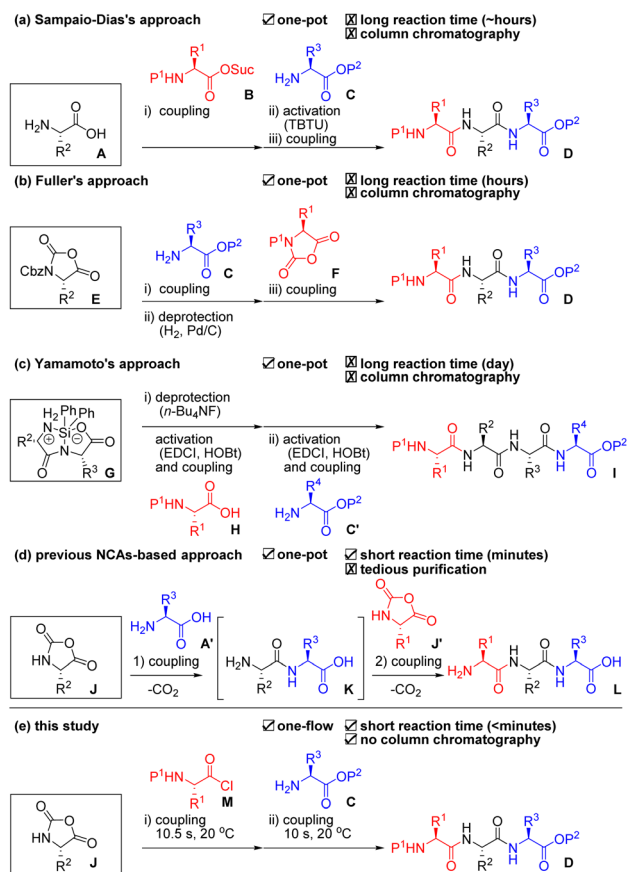 (a) Sampaio-Dias's approach ☑ one-pot ☒ long reaction time (~hours)
☒ column chromatography
R¹
P¹HN OSuc
O
B
R³
H₂N OP²
O
C
i) coupling
ii) activation
(TBTU)
iii) coupling
O
H₂N OH
R²
A
R¹ H O R³
P¹HN N N OP²
O R² H O
D
(b) Fuller's approach ☑ one-pot ☒ long reaction time (hours)
☒ column chromatography
O O
CbzN O
R²
E
R³
H₂N OP²
O
C
i) coupling
ii) deprotection
(H₂, Pd/C)
R¹
P¹N O
O O
F
iii) coupling
R¹ H O R³
P¹HN N N OP²
O R² H O
D
(c) Yamamoto's approach ☑ one-pot ☒ long reaction time (day)
☒ column chromatography
H₂ Ph Ph
N Si O
+ −
R² N O
O R³
G
i) deprotection
(n-Bu₄NF)
activation
(EDCI, HOBt)
and coupling
ii) activation
(EDCI, HOBt)
and coupling
O
P¹HN OH
R¹
H
R⁴
H₂N OP²
O
C'
O R² H O R⁴
P¹HN N N N OP²
R¹ H O R³ H O
I
(d) previous NCAs-based approach ☑ one-pot ☑ short reaction time (minutes)
☒ tedious purification
O O
HN O
R²
J
R³
H₂N OH
O
A'
1) coupling
-CO₂
O R³
H₂N N OH
R² H O
K
O O
HN O
R¹
J'
2) coupling
-CO₂
R¹ H O R³
H₂N N N OH
O R² H O
L
(e) this study ☑ one-flow ☑ short reaction time (<minutes)
☑ no column chromatography
O O
HN O
R²
J
O
P¹HN Cl
R¹
M
i) coupling
10.5 s, 20 °C
R³
H₂N OP²
O
C
ii) coupling
10 s, 20 °C
R¹ H O R³
P¹HN N N OP²
O R² H O
D